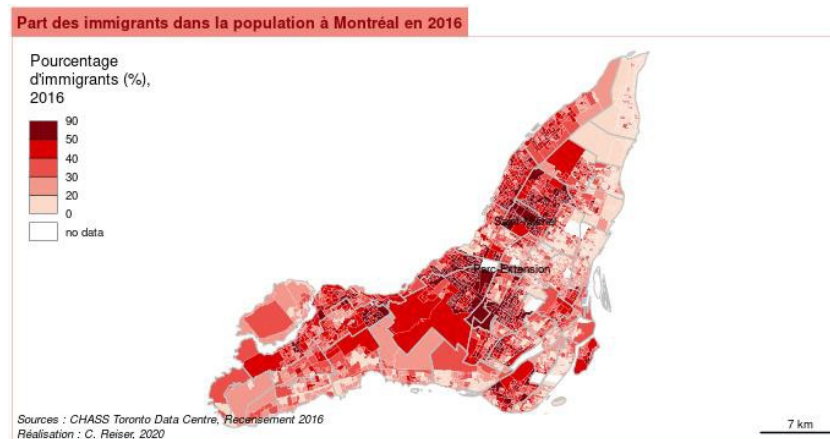 Part des immigrants dans la population à Montréal en 2016
Pourcentage
d'immigrants (%),
2016
90
50
40
30
20
0
no data
Saint-Michel
Parc-Extension
Sources : CHASS Toronto Data Centre, Recensement 2016
Réalisation : C. Reiser, 2020
7 km